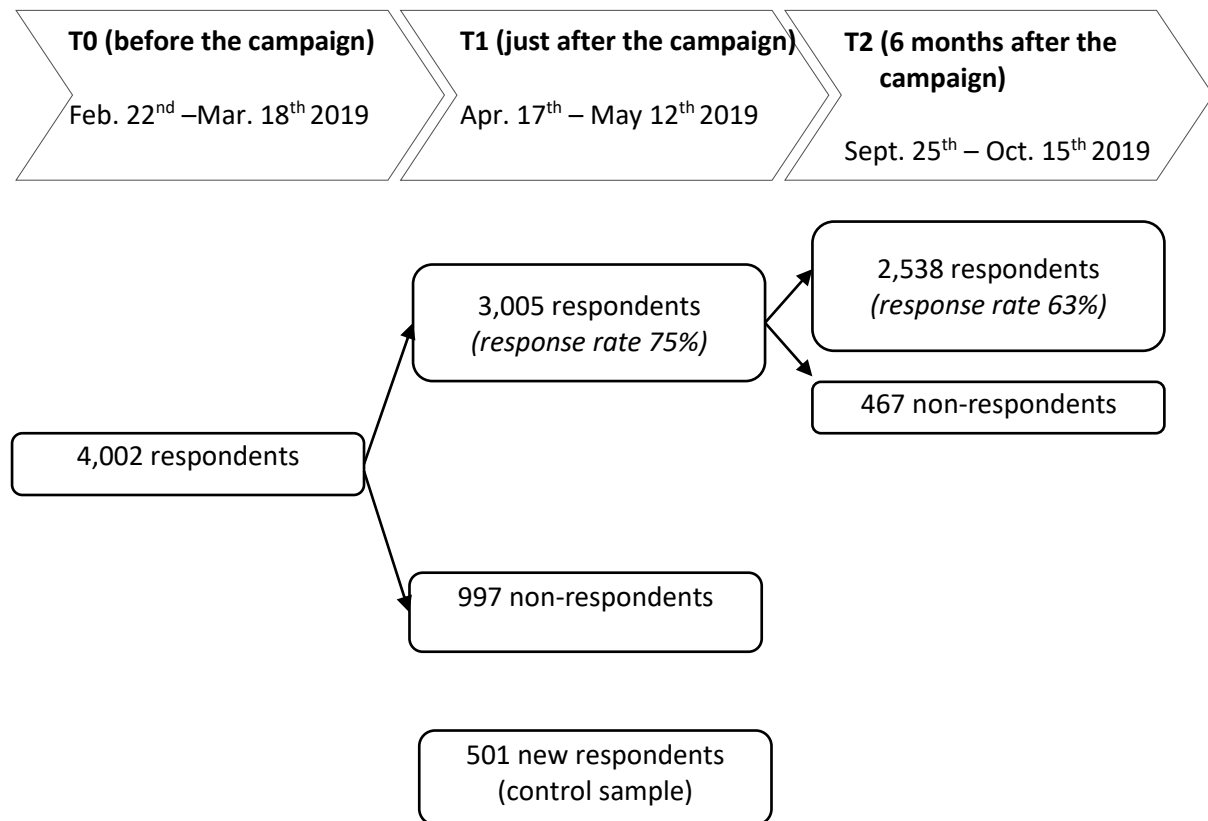 T0 (before the campaign)
Feb. 22nd –Mar. 18th 2019
T1 (just after the campaign)
Apr. 17th – May 12th 2019
T2 (6 months after the
campaign)
Sept. 25th – Oct. 15th 2019
4,002 respondents
3,005 respondents
(response rate 75%)
997 non-respondents
501 new respondents
(control sample)
2,538 respondents
(response rate 63%)
467 non-respondents